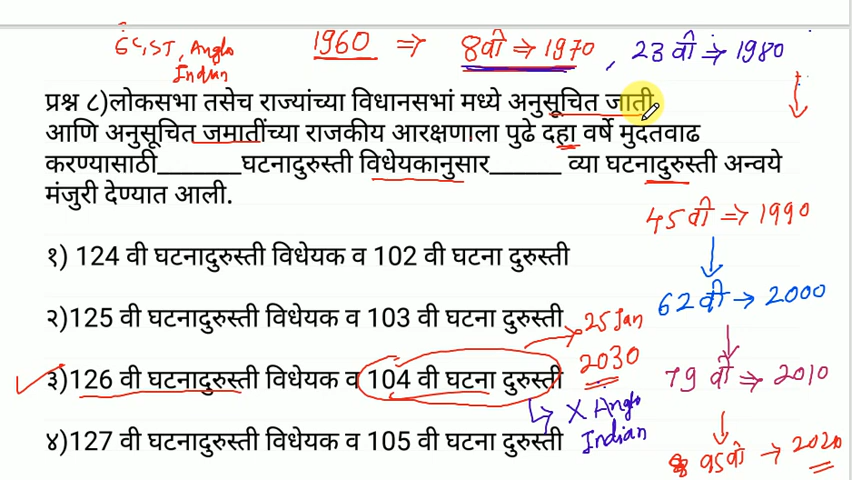 SC,ST, Anglo Indian
1960 ⇒ 8वी ⇒ 1970 , 23 वी ⇒ 1980
प्रश्न ८)लोकसभा तसेच राज्यांच्या विधानसभां मध्ये अनुसूचित जाती
आणि अनुसूचित जमातींच्या राजकीय आरक्षणाला पुढे दहा वर्षे मुदतवाढ
करण्यासाठी______घटनादुरुस्ती विधेयकानुसार______ व्या घटनादुरुस्ती अन्वये
मंजुरी देण्यात आली.
45 वी ⇒ 1990
१) 124 वी घटनादुरुस्ती विधेयक व 102 वी घटना दुरुस्ती
62 वी → 2000
२)125 वी घटनादुरुस्ती विधेयक व 103 वी घटना दुरुस्ती
25 Jan
2030
३)126 वी घटनादुरुस्ती विधेयक व 104 वी घटना दुरुस्ती
79 वी ⇒ 2010
X Anglo
Indian
४)127 वी घटनादुरुस्ती विधेयक व 105 वी घटना दुरुस्ती
95वी → 2020